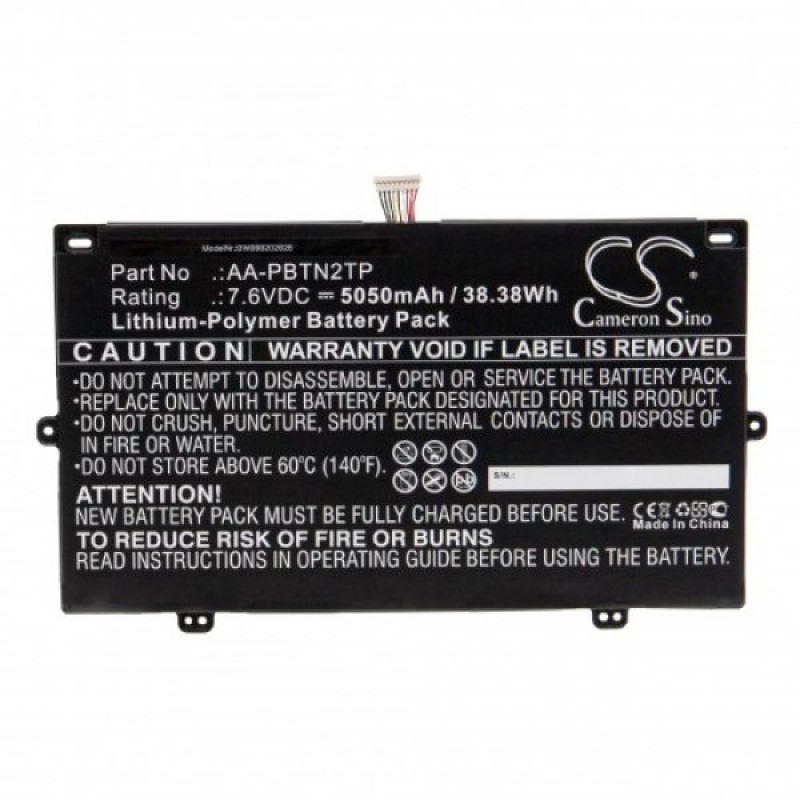 Part No .:AA-PBTN2TP
Rating .:7.6VDC ⎓ 5050mAh / 38.38Wh
Lithium-Polymer Battery Pack
CS
Cameron Sino
CAUTION WARRANTY VOID IF LABEL IS REMOVED
•DO NOT ATTEMPT TO DISASSEMBLE, OPEN OR SERVICE THE BATTERY PACK.
•REPLACE ONLY WITH THE BATTERY PACK DESIGNATED FOR THIS PRODUCT.
•DO NOT CRUSH, PUNCTURE, SHORT EXTERNAL CONTACTS OR DISPOSE OF
IN FIRE OR WATER.
•DO NOT STORE ABOVE 60°C (140°F).
Pb
S/N.:
ATTENTION!
NEW BATTERY PACK MUST BE FULLY CHARGED BEFORE USE.
TO REDUCE RISK OF FIRE OR BURNS
READ INSTRUCTIONS IN OPERATING GUIDE BEFORE USING THE BATTERY.
CE FC
Made In China